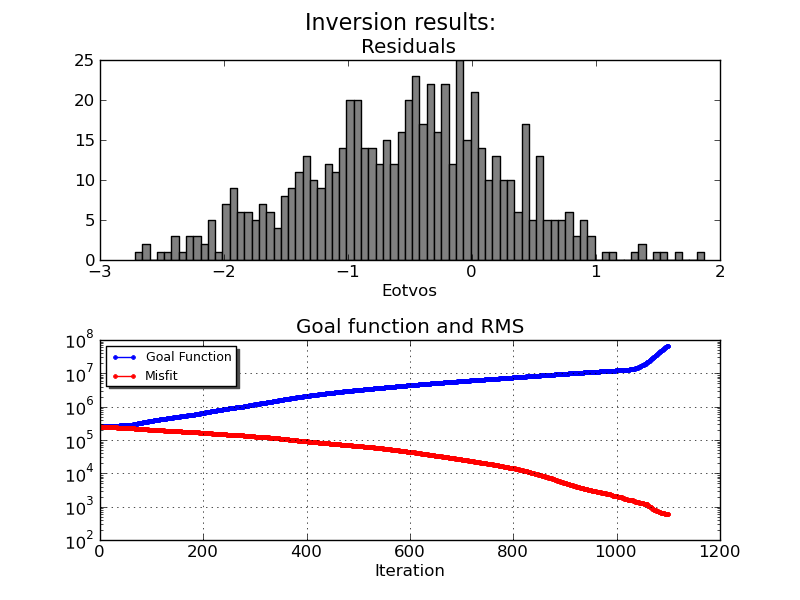 Inversion results:
Residuals
25
20
15
10
5
0
−3 −2 −1 0 1 2
Eotvos
Goal function and RMS
10^8
10^7
10^6
10^5
10^4
10^3
10^2
Goal Function
Misfit
0 200 400 600 800 1000 1200
Iteration